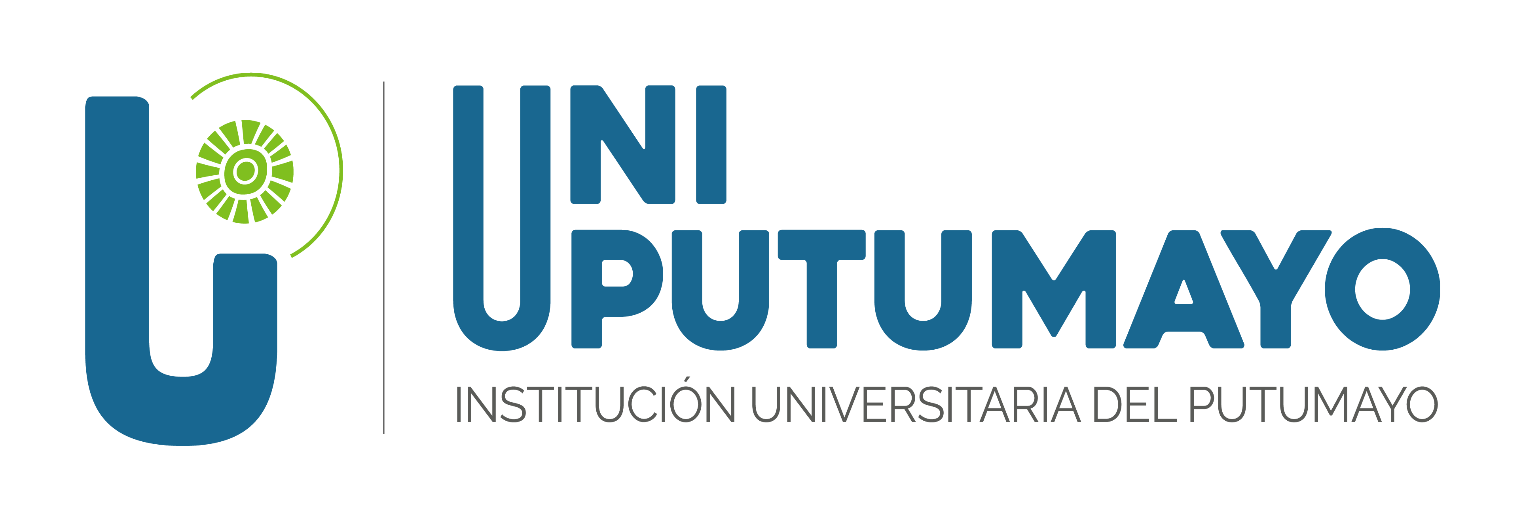 UNI
PUTUMAYO
INSTITUCIÓN UNIVERSITARIA DEL PUTUMAYO